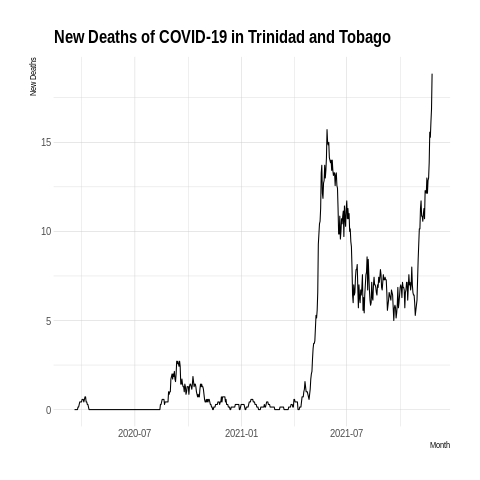 New Deaths of COVID-19 in Trinidad and Tobago
New Deaths
15
10
5
0
2020-07
2021-01
2021-07
Month